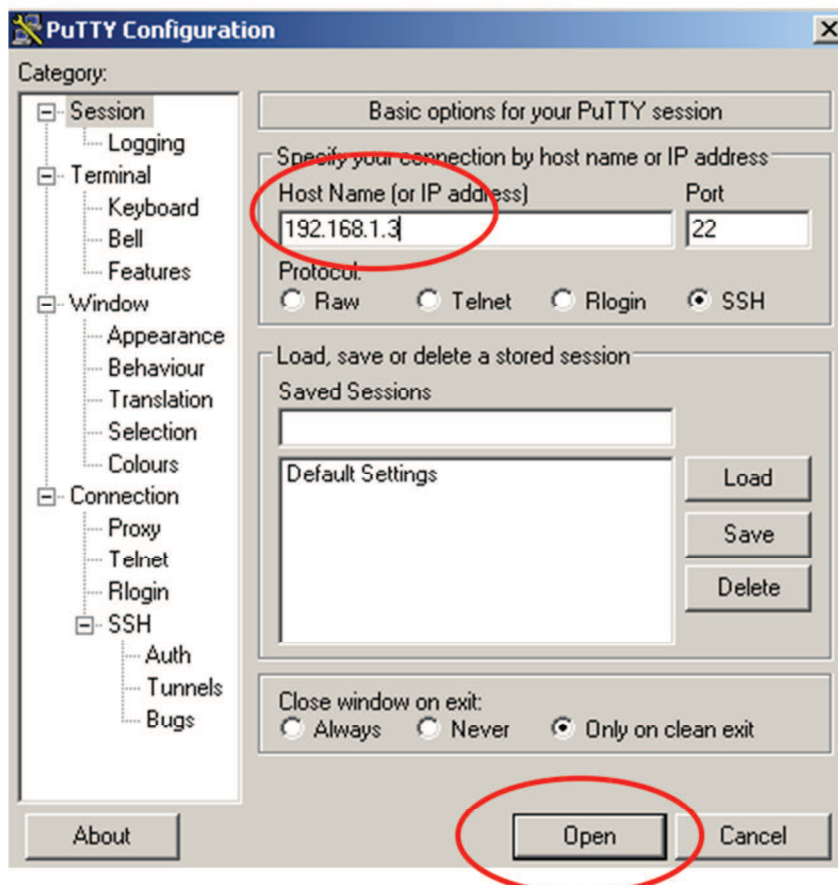 PuTTY Configuration
Category:
Session
Logging
Terminal
Keyboard
Bell
Features
Window
Appearance
Behaviour
Translation
Selection
Colours
Connection
Proxy
Telnet
Rlogin
SSH
Auth
Tunnels
Bugs
Basic options for your PuTTY session
Specify your connection by host name or IP address
Host Name (or IP address) Port
192.168.1.3 22
Protocol:
Raw Telnet Rlogin SSH
Load, save or delete a stored session
Saved Sessions
Default Settings
Load
Save
Delete
Close window on exit:
Always Never Only on clean exit
About Open Cancel